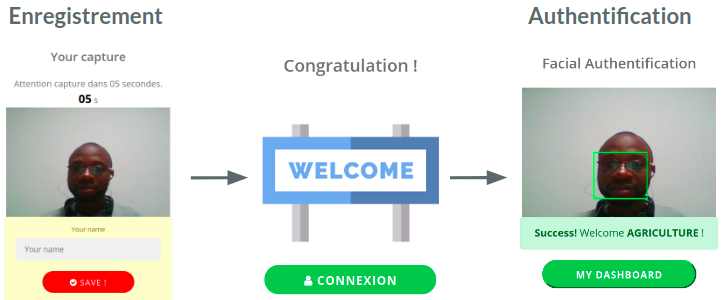 Enregistrement
Your capture
Attention capture dans 05 secondes.
05 s
Your name
Your name
SAVE !
Congratulation !
WELCOME
CONNEXION
Authentification
Facial Authentification
Success! Welcome AGRICULTURE !
MY DASHBOARD